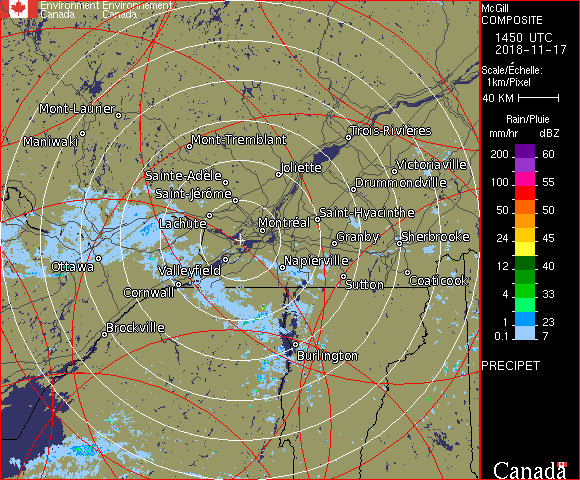 Environment Environnement
Canada Canada
McGill
COMPOSITE
1450 UTC
2018-11-17
Scale/Échelle:
1km/Pixel
40 KM
Rain/Pluie
mm/hr dBZ
200 60
150 55
100 55
50 50
24 45
12 40
4 33
1 23
0.1 7
PRECIPET
Canada
Mont-Laurier
Maniwaki
Trois-Rivières
Mont-Tremblant
Joliette
Victoriaville
Sainte-Adèle
Drummondville
Saint-Jérôme
Lachute
Saint-Hyacinthe
Montréal
Granby
Sherbrooke
Ottawa
Valleyfield
Napierville
Cornwall
Sutton
Coaticook
Brockville
Burlington